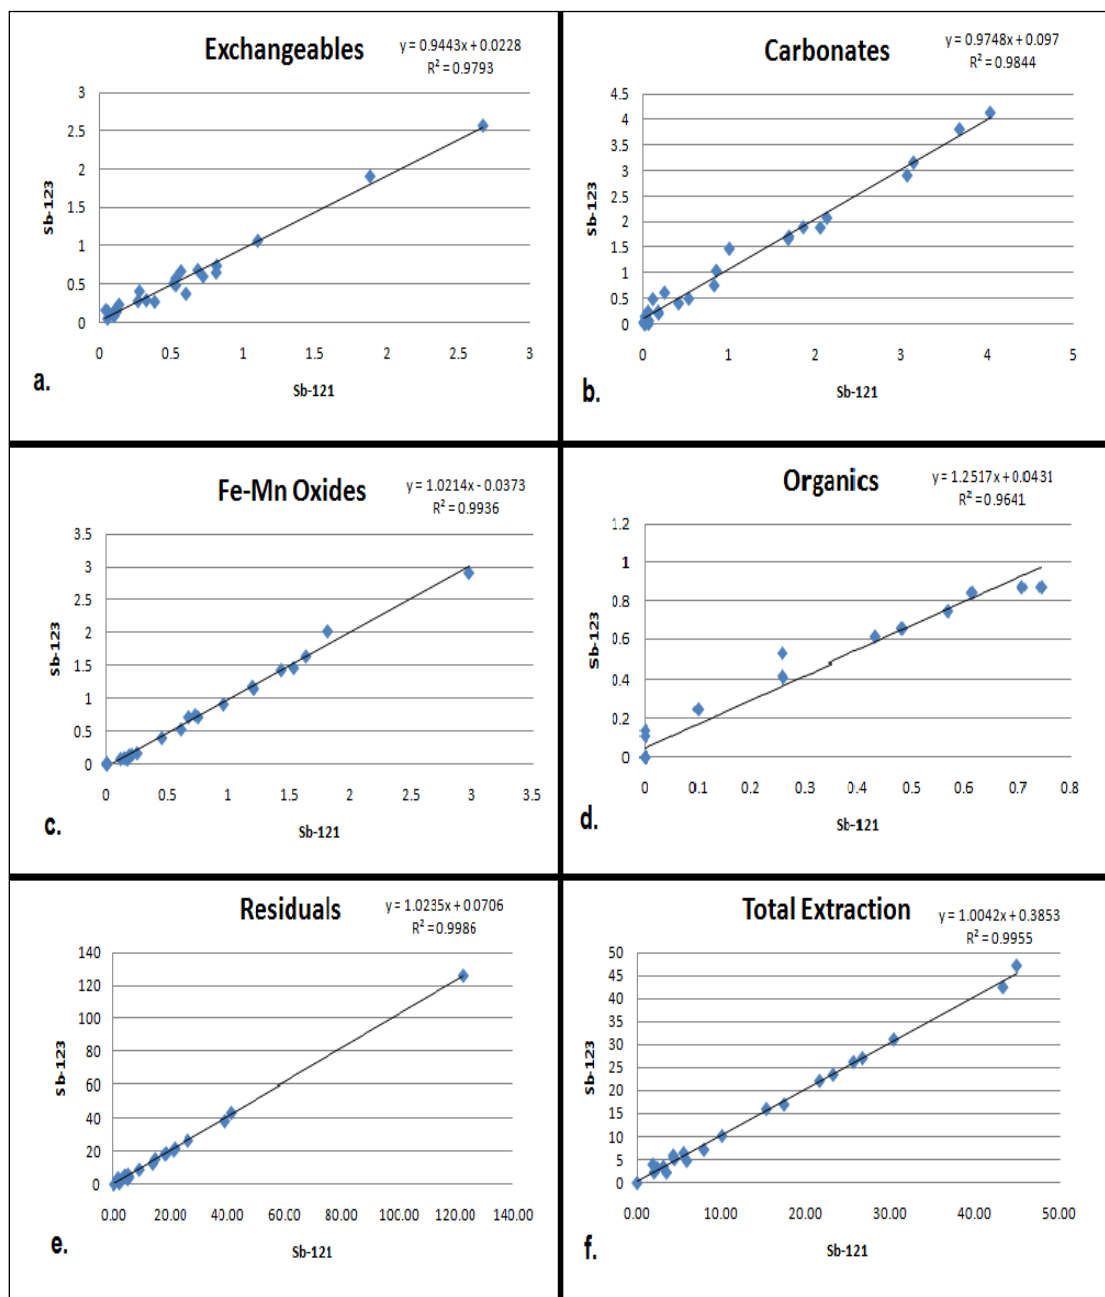 Exchangeables
y = 0.9443x + 0.0228
R² = 0.9793
3
2.5
2
1.5
1
0.5
0
Sb-123
0 0.5 1 1.5 2 2.5 3
Sb-121
a.
Carbonates
y = 0.9748x + 0.097
R² = 0.9844
4.5
4
3.5
3
2.5
2
1.5
1
0.5
0
Sb-123
0 1 2 3 4 5
Sb-121
b.
Fe-Mn Oxides
y = 1.0214x - 0.0373
R² = 0.9936
3.5
3
2.5
2
1.5
1
0.5
0
Sb-123
0 0.5 1 1.5 2 2.5 3 3.5
Sb-121
c.
Organics
y = 1.2517x + 0.0431
R² = 0.9641
1.2
1
0.8
0.6
0.4
0.2
0
Sb-123
0 0.1 0.2 0.3 0.4 0.5 0.6 0.7 0.8
Sb-121
d.
Residuals
y = 1.0235x + 0.0706
R² = 0.9986
140
120
100
80
60
40
20
0
Sb-123
0.00 20.00 40.00 60.00 80.00 100.00 120.00 140.00
Sb-121
e.
Total Extraction
y = 1.0042x + 0.3853
R² = 0.9955
50
45
40
35
30
25
20
15
10
5
0
Sb-123
0.00 10.00 20.00 30.00 40.00 50.00
Sb-121
f.